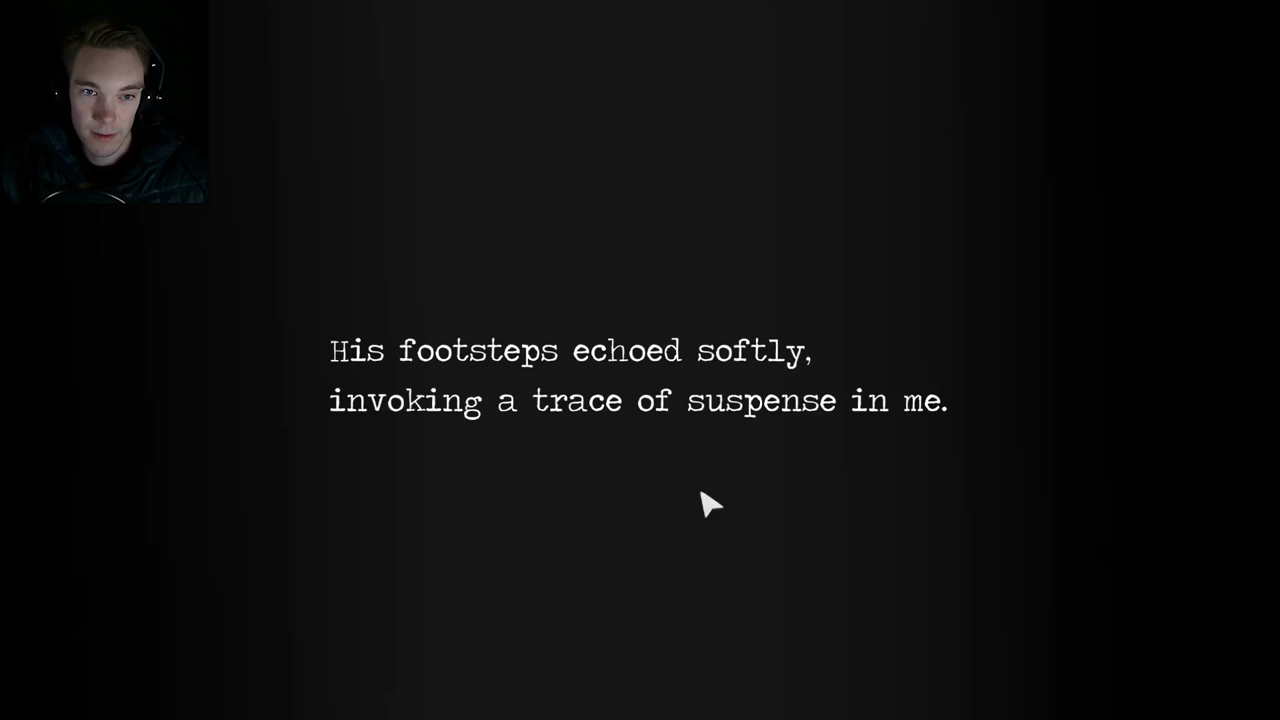 His footsteps echoed softly,
invoking a trace of suspense in me.